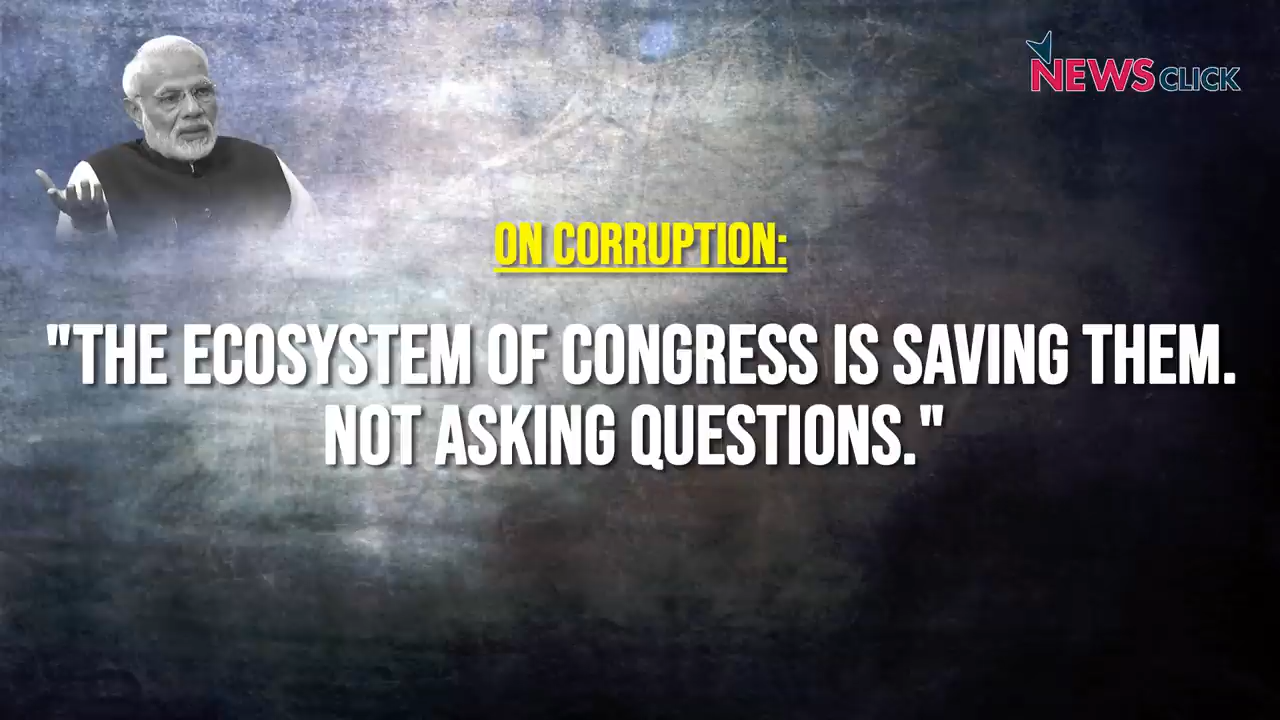 NEWSCLICK
ON CORRUPTION:
"THE ECOSYSTEM OF CONGRESS IS SAVING THEM.
NOT ASKING QUESTIONS."